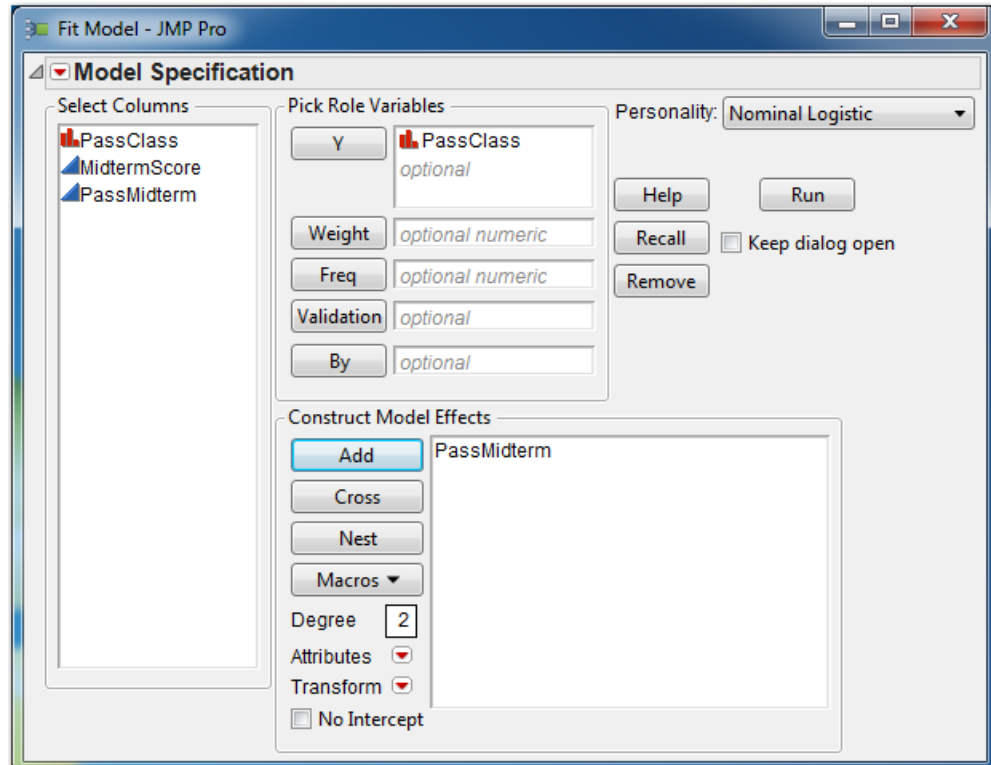 Fit Model - JMP Pro
Model Specification
Select Columns
PassClass
MidtermScore
PassMidterm
Pick Role Variables
Y
PassClass
optional
Weight
optional numeric
Freq
optional numeric
Validation
optional
By
optional
Personality:
Nominal Logistic
Help
Run
Recall
Keep dialog open
Remove
Construct Model Effects
Add
PassMidterm
Cross
Nest
Macros
Degree
2
Attributes
Transform
No Intercept